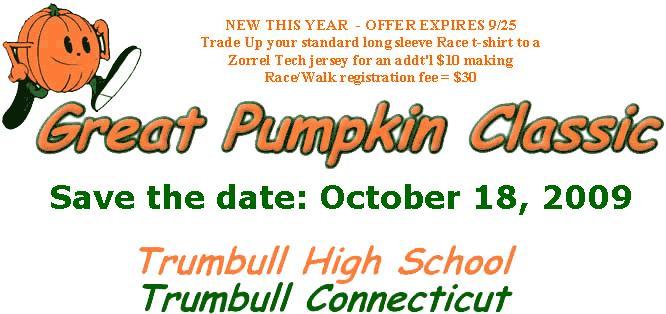 NEW THIS YEAR - OFFER EXPIRES 9/25
Trade Up your standard long sleeve Race t-shirt to a
Zorrel Tech jersey for an addt'l $10 making
Race/Walk registration fee = $30
Great Pumpkin Classic
Save the date: October 18, 2009
Trumbull High School
Trumbull Connecticut